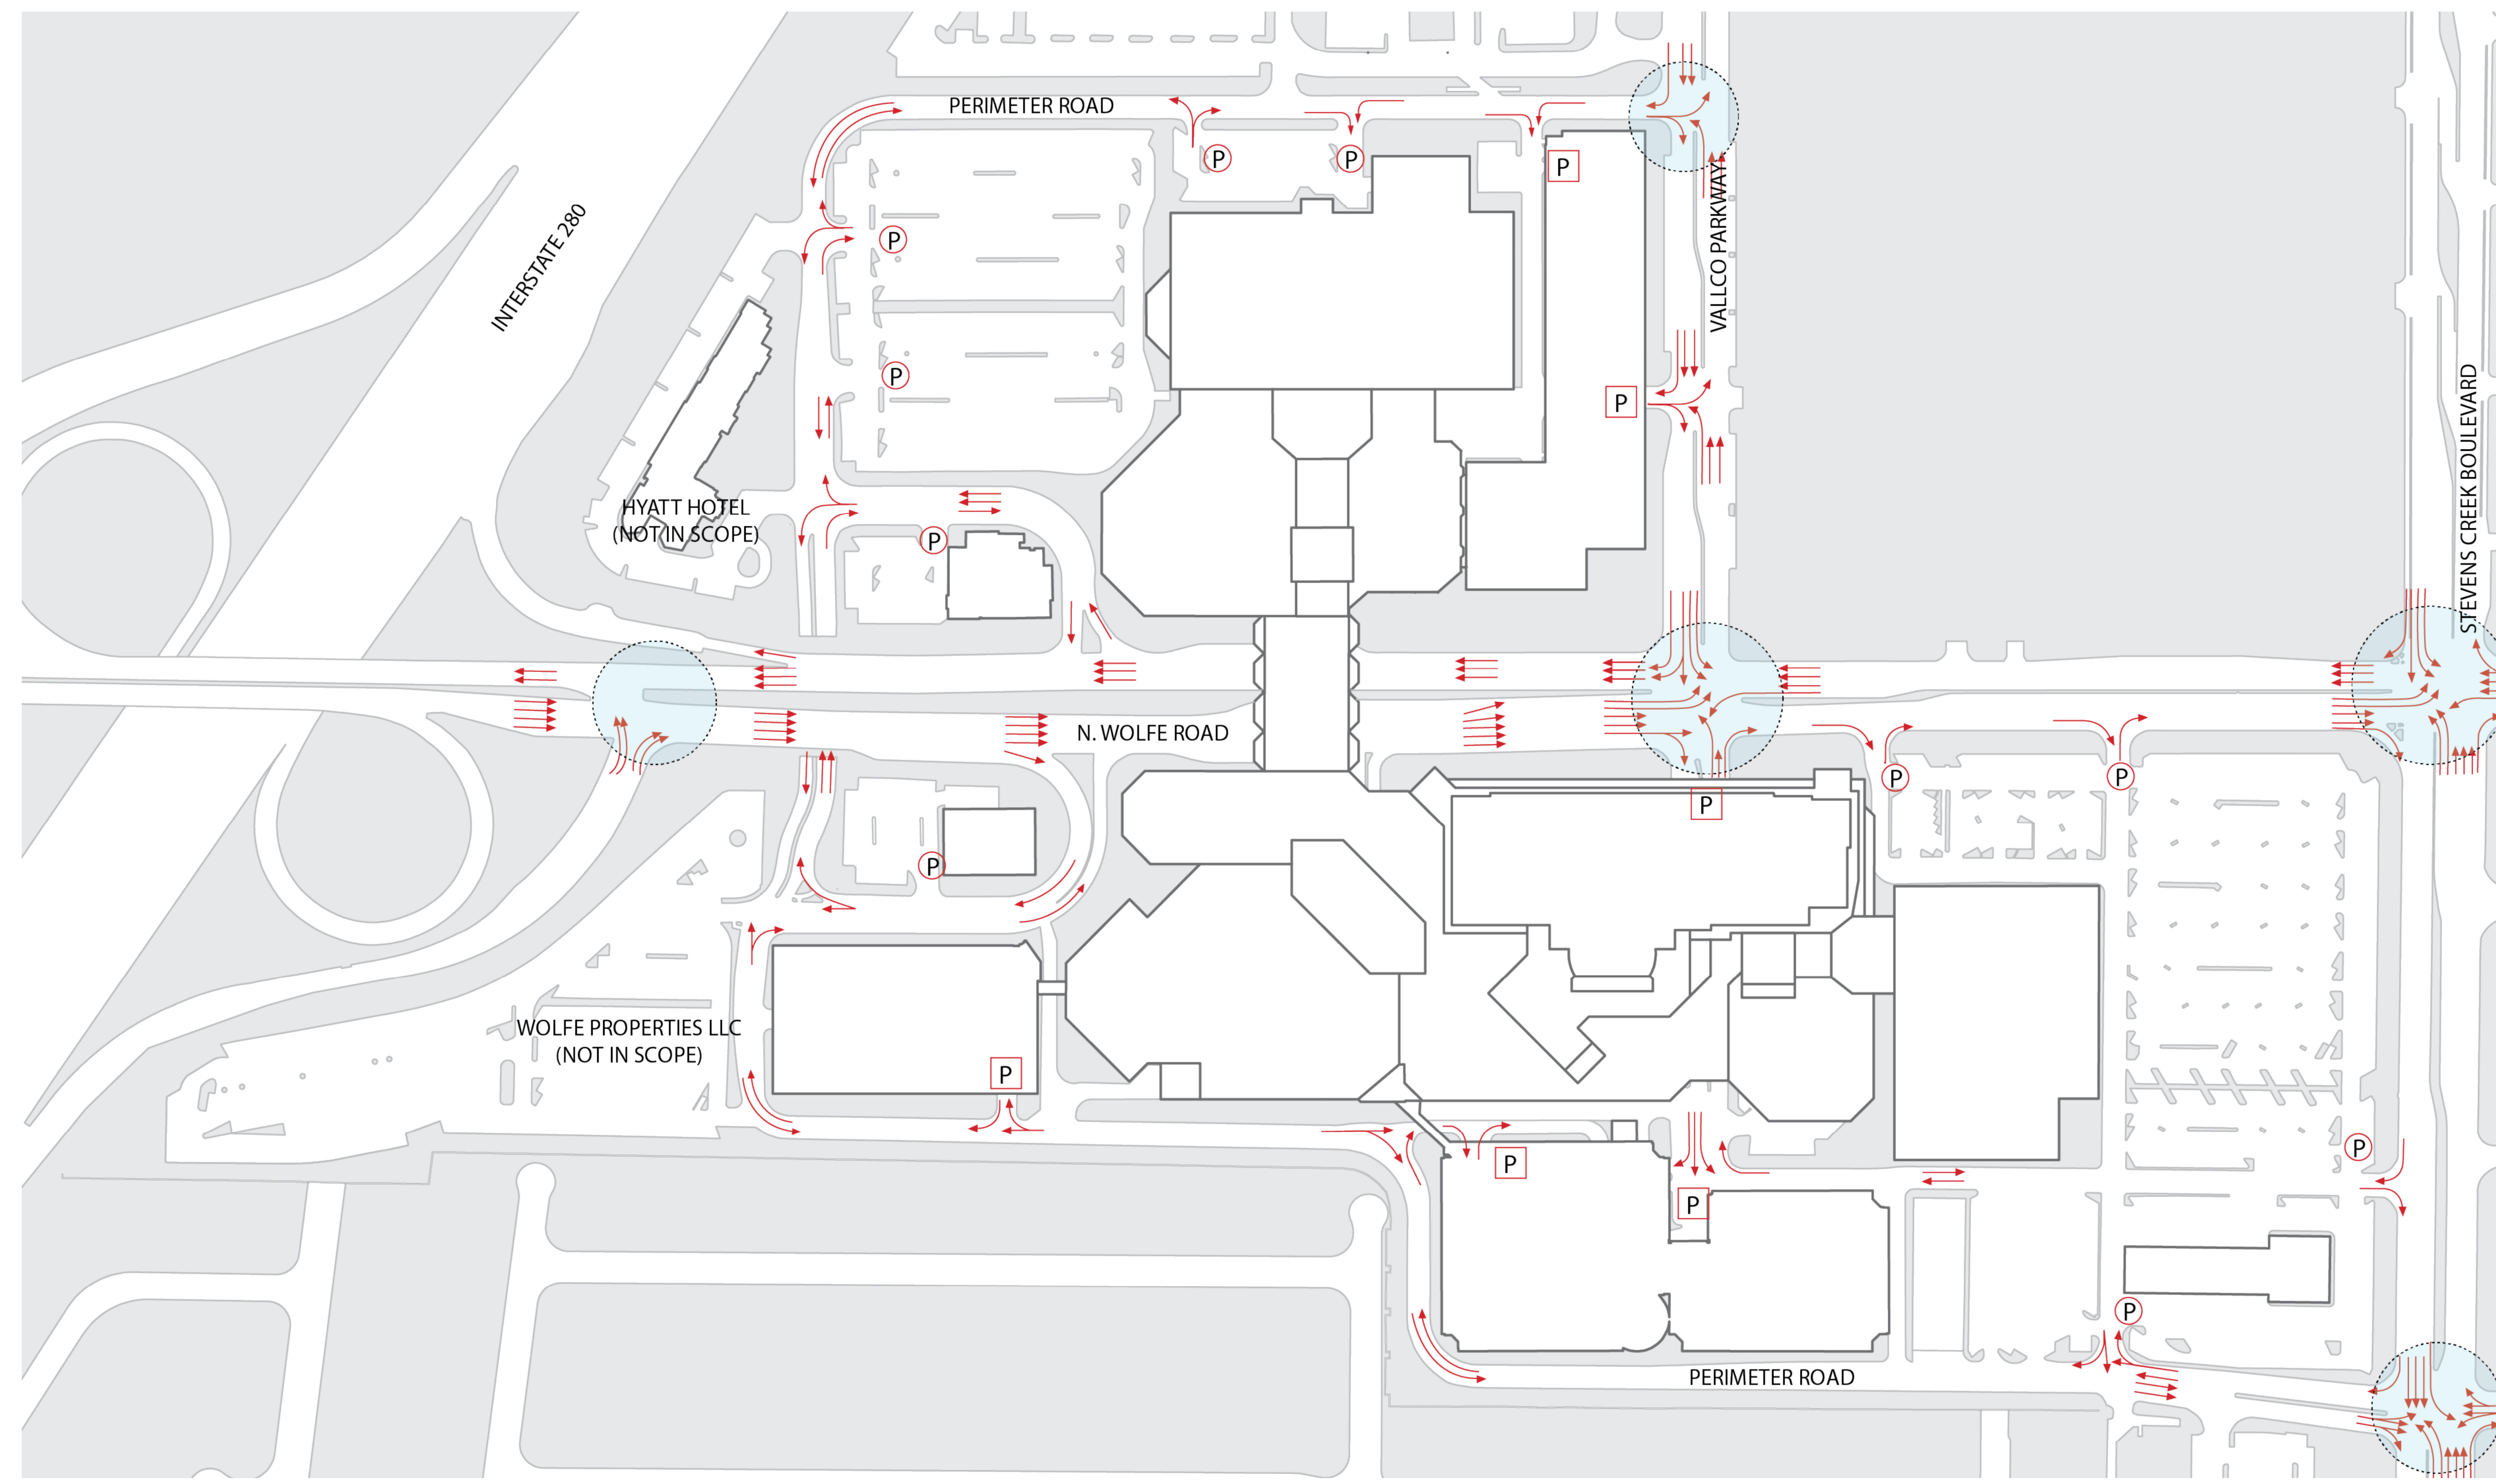 PERIMETER ROAD
P
P
P
INTERSTATE 280
P
VALLCO PARKWAY
P
P
STEVENS CREEK BOULEVARD
HYATT HOTEL
(NOT IN SCOPE)
P
N. WOLFE ROAD
P
P
P
P
WOLFE PROPERTIES LLC
(NOT IN SCOPE)
P
P
P
P
P
PERIMETER ROAD